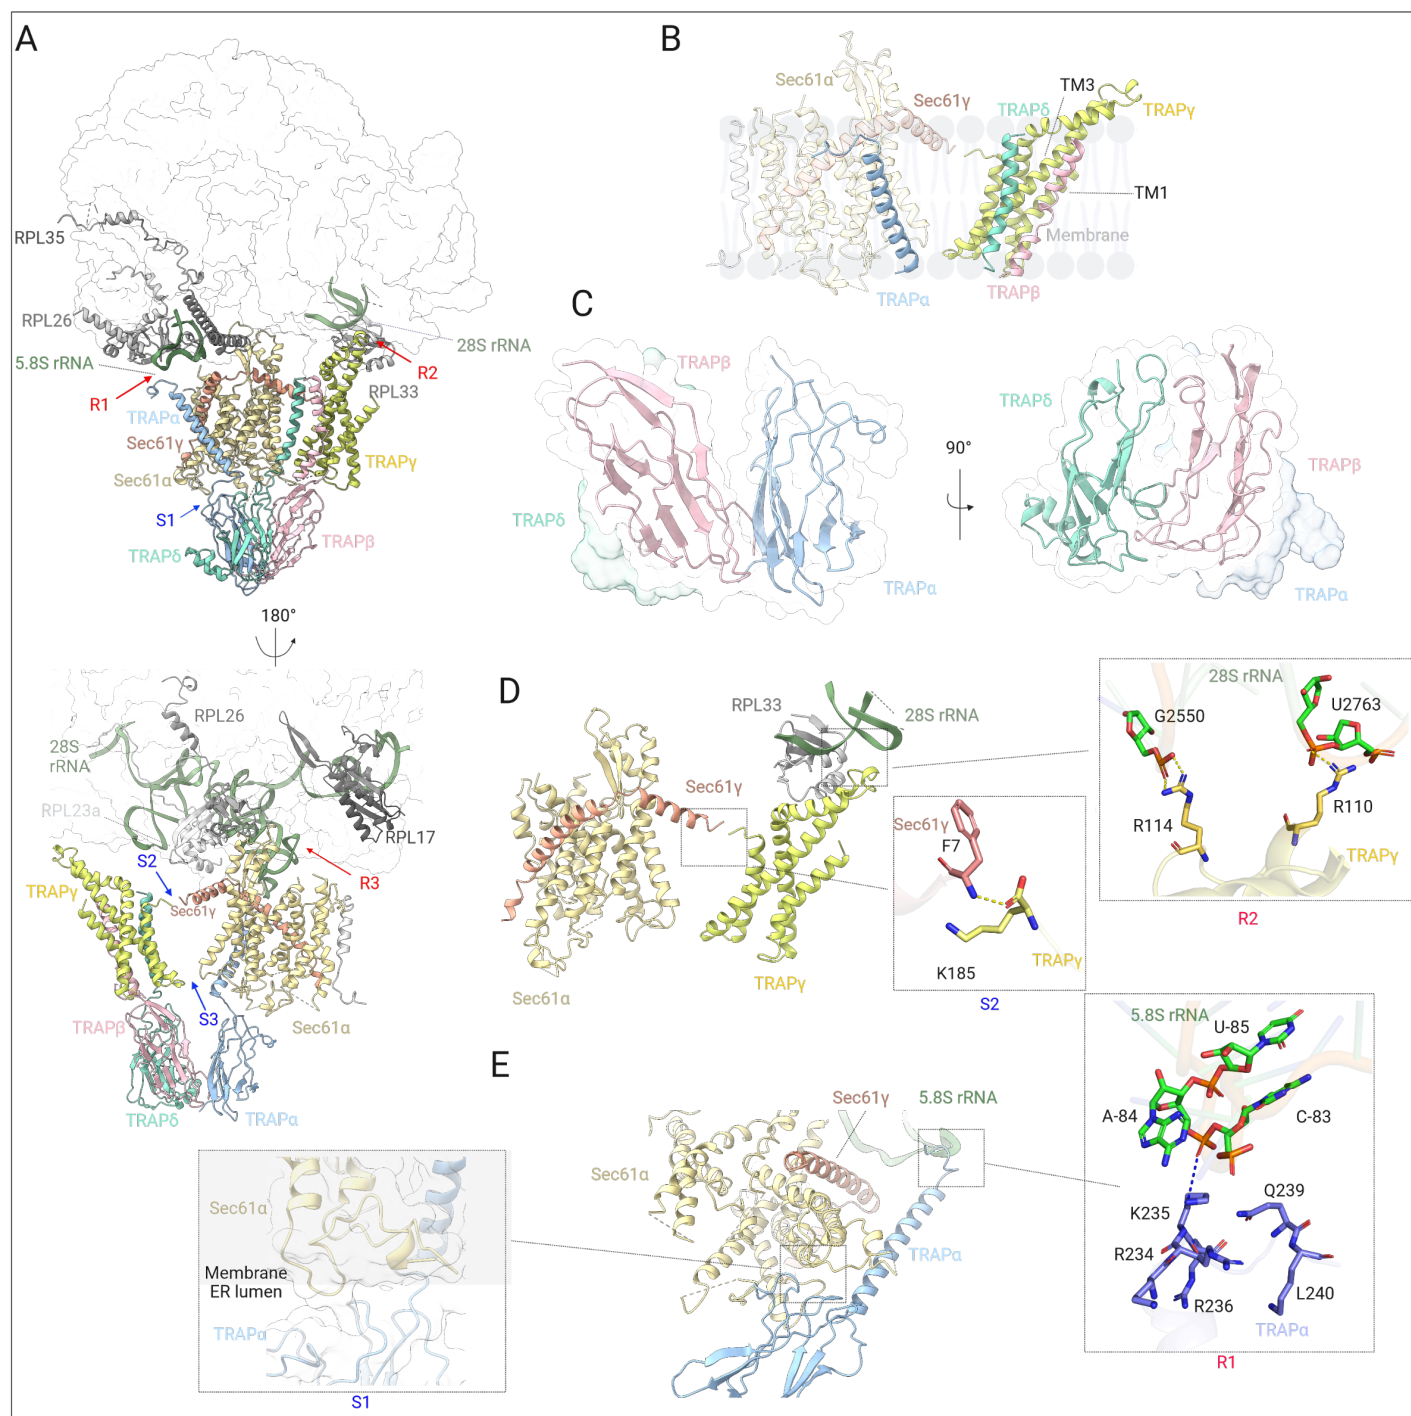 A
RPL35
RPL26
5.8S rRNA
R1
TRAPα
Sec61γ
Sec61α
S1
TRAPδ
TRAPβ
28S rRNA
R2
RPL33
TRAPγ
180°
RPL26
28S
rRNA
RPL23a
RPL17
S2
R3
TRAPγ
Sec61γ
S3
TRAPβ
Sec61α
TRAPδ
TRAPα
Sec61α
Membrane
ER lumen
TRAPα
S1
B
Sec61α
Sec61γ
TM3
TRAPδ
TRAPγ
TM1
Membrane
TRAPα
TRAPβ
C
TRAPβ
TRAPδ
TRAPα
90°
TRAPδ
TRAPβ
TRAPα
D
RPL33
28S rRNA
Sec61γ
Sec61α
TRAPγ
Sec61γ
F7
K185
TRAPγ
S2
28S rRNA
G2550
U2763
R114
R110
TRAPγ
R2
E
Sec61γ
5.8S rRNA
Sec61α
TRAPα
5.8S rRNA
U-85
A-84
C-83
K235
Q239
R234
R236
L240
TRAPα
R1